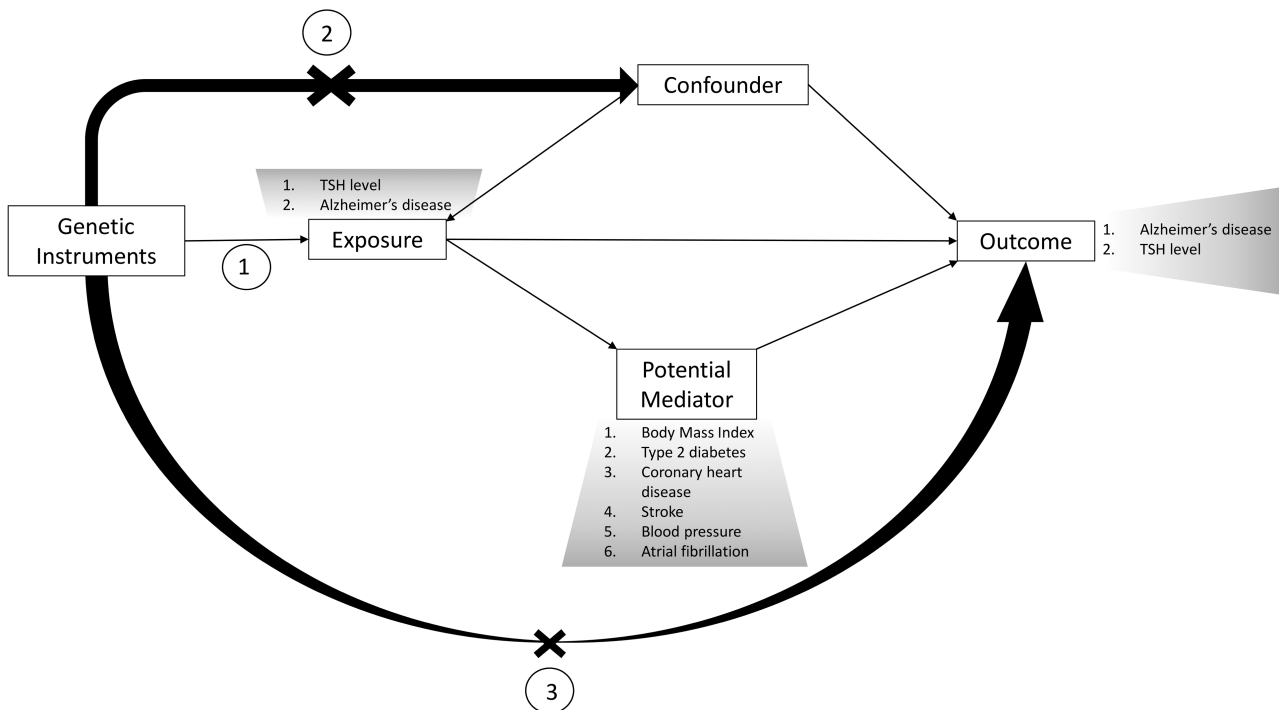 2
Confounder
1. TSH level
2. Alzheimer's disease
Genetic
Instruments
1
Exposure
Outcome
1. Alzheimer's disease
2. TSH level
Potential
Mediator
1. Body Mass Index
2. Type 2 diabetes
3. Coronary heart
disease
4. Stroke
5. Blood pressure
6. Atrial fibrillation
3